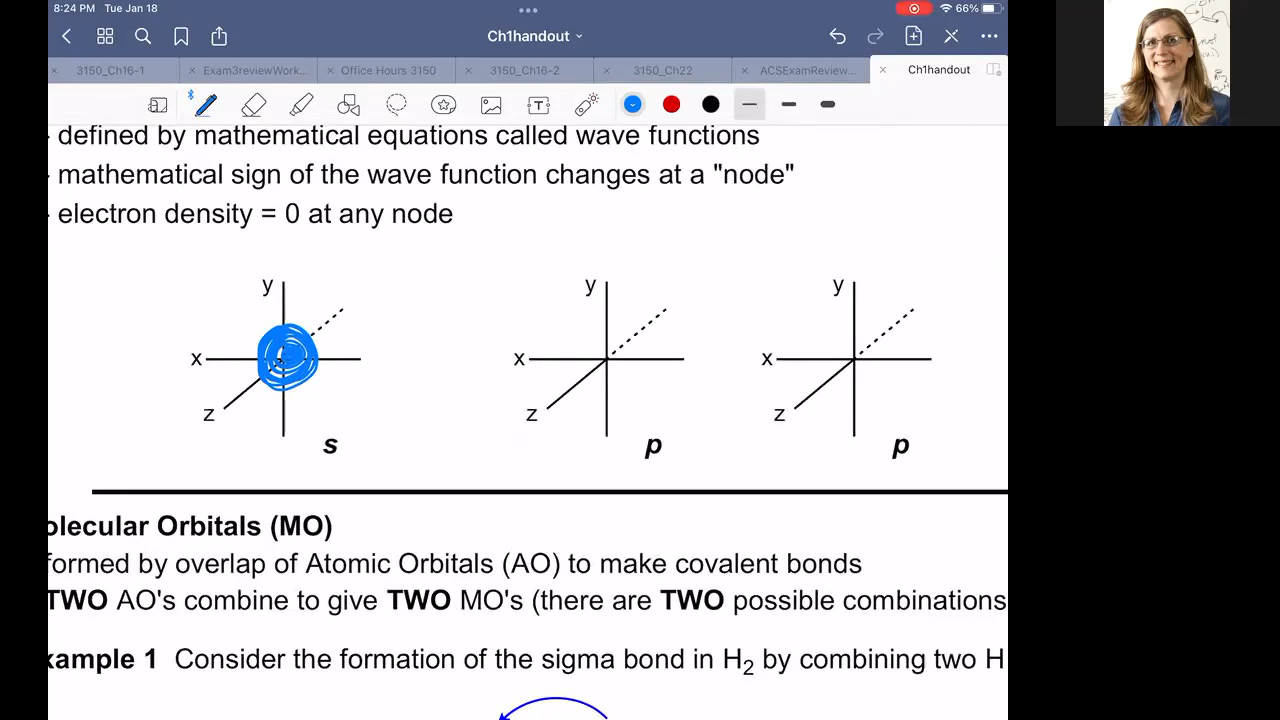 8:24 PM Tue Jan 18
66%
Ch1handout
3150_Ch16-1
Exam3reviewWork...
Office Hours 3150
3150_Ch16-2
3150_Ch22
ACSExamReview...
Ch1handout
T
- defined by mathematical equations called wave functions
- mathematical sign of the wave function changes at a "node"
- electron density = 0 at any node
y y y
x x x
z z z
s p p
olecular Orbitals (MO)
formed by overlap of Atomic Orbitals (AO) to make covalent bonds
TWO AO's combine to give TWO MO's (there are TWO possible combinations
xample 1 Consider the formation of the sigma bond in H2 by combining two H